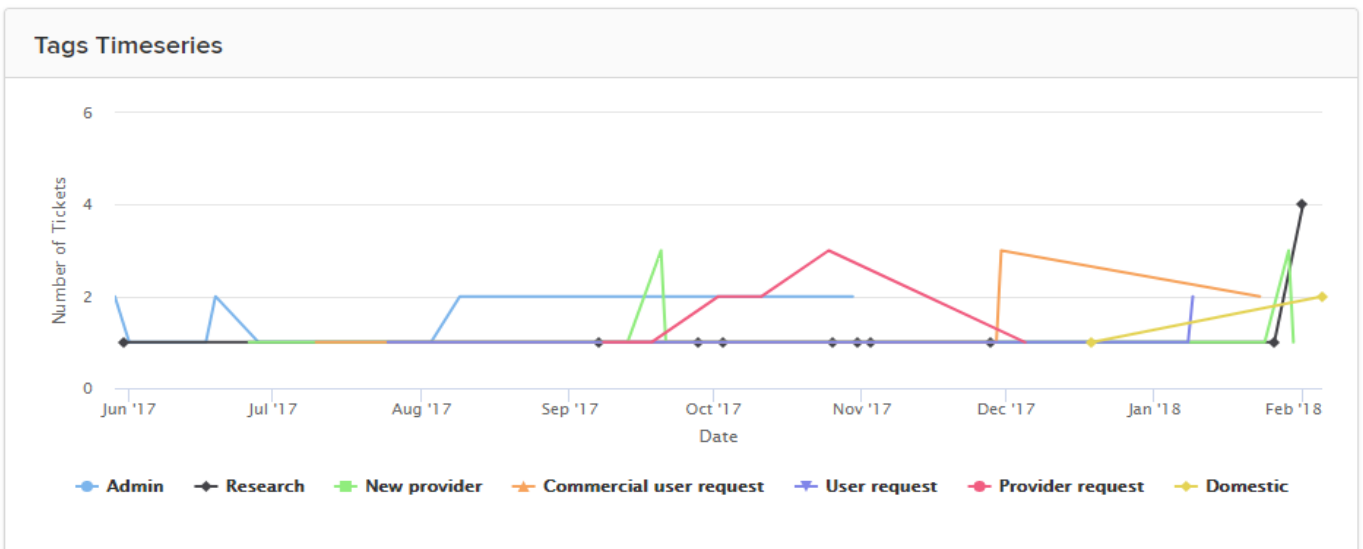 Tags Timeseries
6
4
2
0
Number of Tickets
Jun '17 Jul '17 Aug '17 Sep '17 Oct '17 Nov '17 Dec '17 Jan '18 Feb '18
Date
Admin Research New provider Commercial user request User request Provider request Domestic